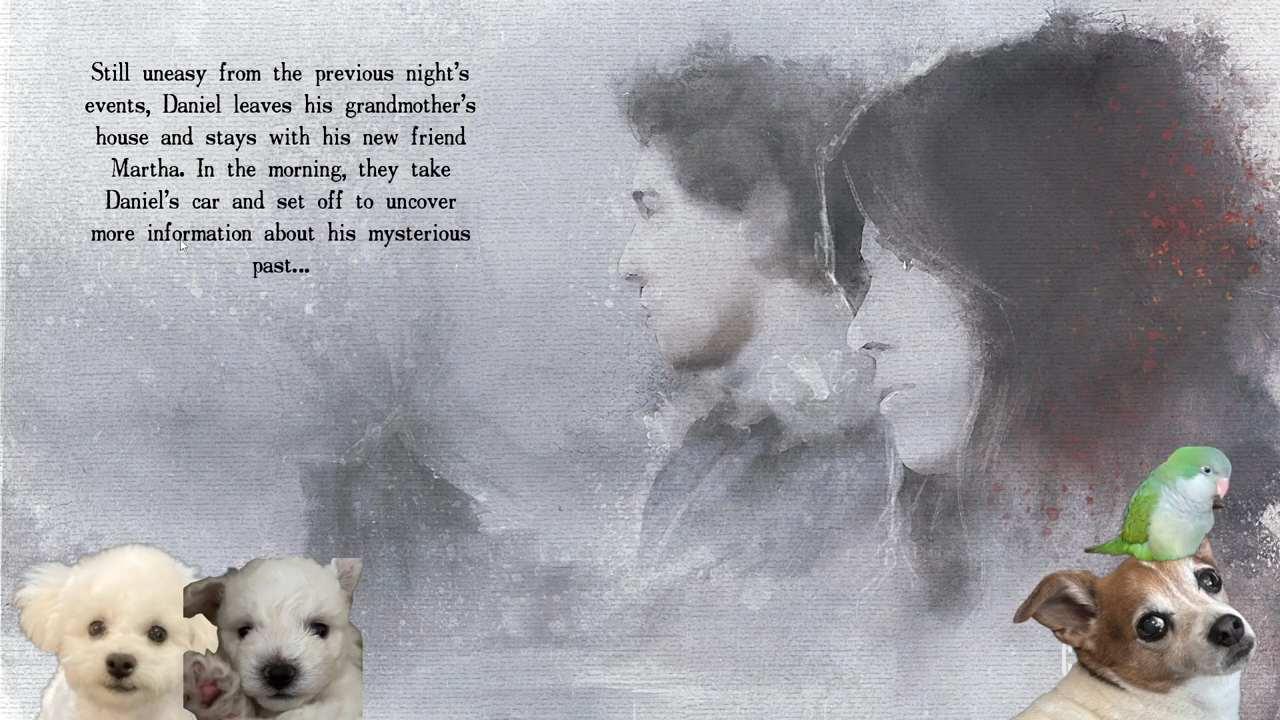 Still uneasy from the previous night's
events, Daniel leaves his grandmother's
house and stays with his new friend
Martha. In the morning, they take
Daniel's car and set off to uncover
more information about his mysterious
past...